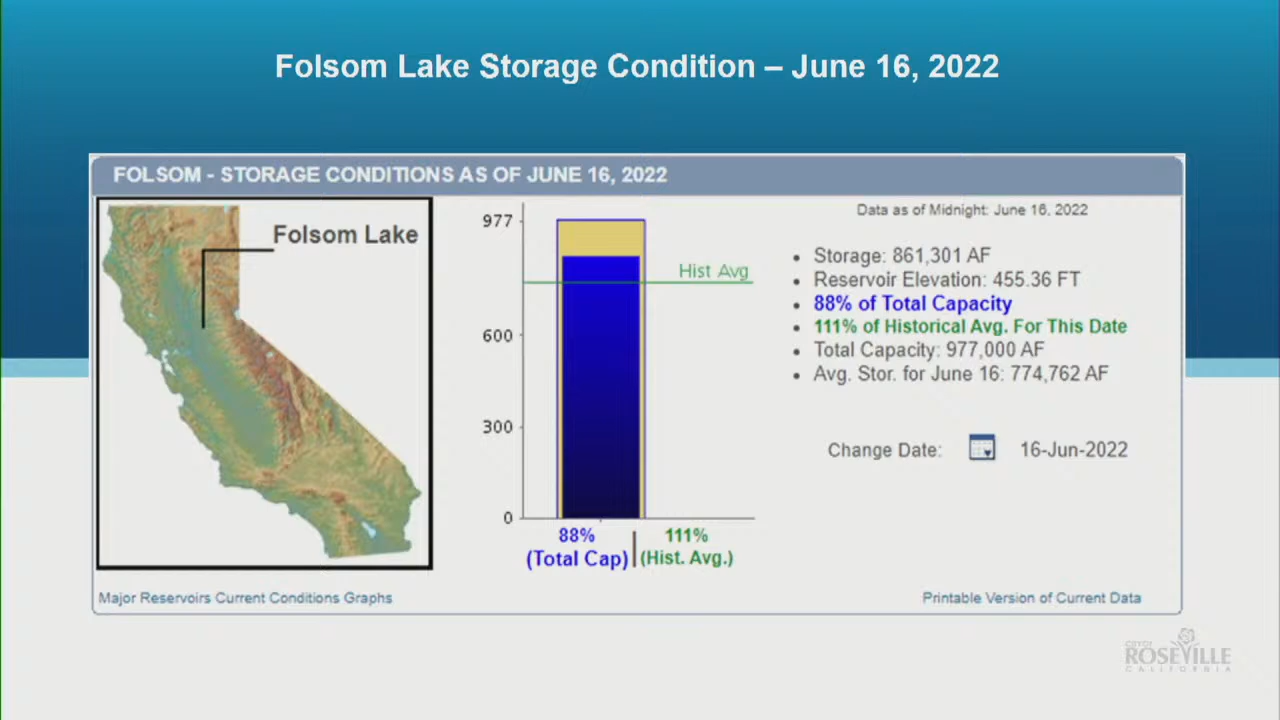 Folsom Lake Storage Condition – June 16, 2022
FOLSOM - STORAGE CONDITIONS AS OF JUNE 16, 2022
Folsom Lake
977
600
300
0
Hist Avg
88%
(Total Cap)
111%
(Hist. Avg.)
Data as of Midnight: June 16, 2022
• Storage: 861,301 AF
• Reservoir Elevation: 455.36 FT
• 88% of Total Capacity
• 111% of Historical Avg. For This Date
• Total Capacity: 977,000 AF
• Avg. Stor. for June 16: 774,762 AF
Change Date: 16-Jun-2022
Major Reservoirs Current Conditions Graphs
Printable Version of Current Data
CITY OF
ROSEVILLE
CALIFORNIA